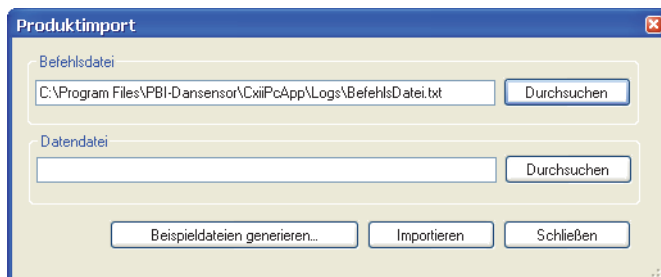 Produktimport
Befehlsdatei
C:\Program Files\PBI-Dansensor\CxiiPcApp\Logs\BefehlsDatei.txt
Durchsuchen
Datendatei
Durchsuchen
Beispieldateien generieren...
Importieren
Schließen